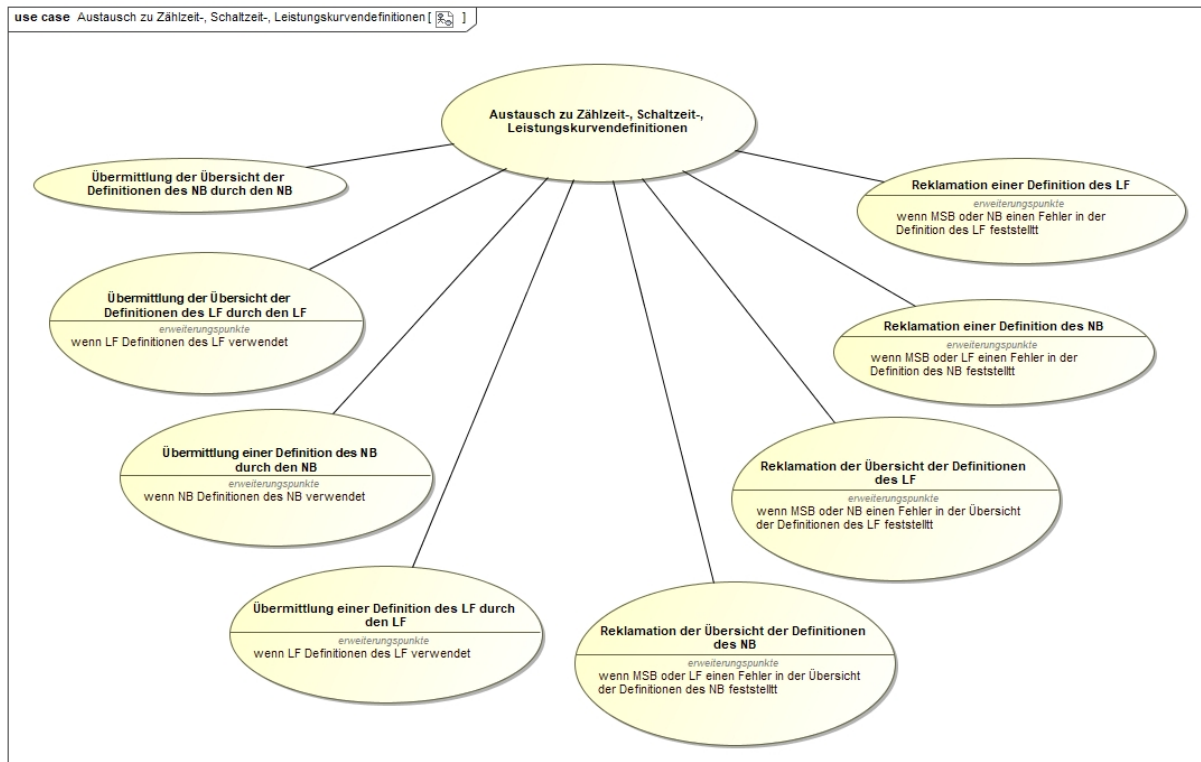 use case Austausch zu Zählzeit-, Schaltzeit-, Leistungskurvendefinitionen [ ]
Austausch zu Zählzeit-, Schaltzeit-,
Leistungskurvendefinitionen
Übermittlung der Übersicht der
Definitionen des NB durch den NB
Übermittlung der Übersicht der
Definitionen des LF durch den LF
erweiterungspunkte
wenn LF Definitionen des LF verwendet
Übermittlung einer Definition des NB
durch den NB
erweiterungspunkte
wenn NB Definitionen des NB verwendet
Übermittlung einer Definition des LF durch
den LF
erweiterungspunkte
wenn LF Definitionen des LF verwendet
Reklamation der Übersicht der Definitionen
des NB
erweiterungspunkte
wenn MSB oder LF einen Fehler in der Übersicht
der Definitionen des NB feststelltt
Reklamation der Übersicht der Definitionen
des LF
erweiterungspunkte
wenn MSB oder NB einen Fehler in der Übersicht
der Definitionen des LF feststelltt
Reklamation einer Definition des NB
erweiterungspunkte
wenn MSB oder LF einen Fehler in der
Definition des NB feststelltt
Reklamation einer Definition des LF
erweiterungspunkte
wenn MSB oder NB einen Fehler in der
Definition des LF feststelltt